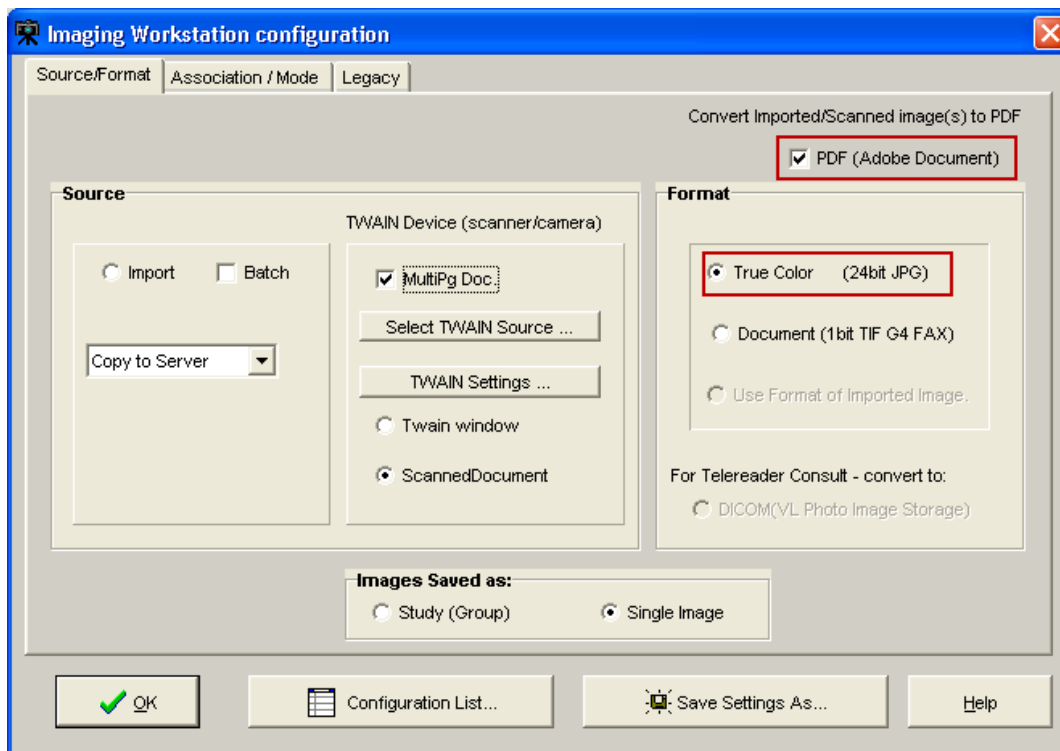 Imaging Workstation configuration
Source/Format Association / Mode Legacy
Convert Imported/Scanned image(s) to PDF
PDF (Adobe Document)
Source
TWAIN Device (scanner/camera)
Import Batch
MultiPg Doc.
Select TWAIN Source ...
Copy to Server
TWAIN Settings ...
Twain window
ScannedDocument
Format
True Color (24bit JPG)
Document (1bit TIF G4 FAX)
Use Format of Imported Image.
For Telereader Consult - convert to:
DICOM(VL Photo Image Storage)
Images Saved as:
Study (Group) Single Image
OK Configuration List... Save Settings As... Help